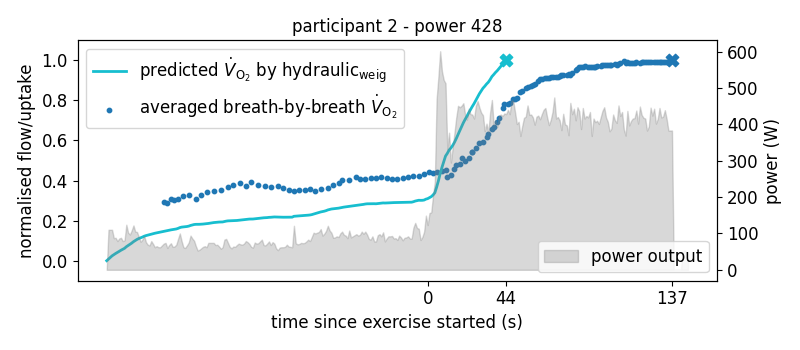 participant 2 - power 428
predicted V̇O₂ by hydraulic_weig
averaged breath-by-breath V̇O₂
power output
normalised flow/uptake
1.0
0.8
0.6
0.4
0.2
0.0
power (W)
600
500
400
300
200
100
0
0 44 137
time since exercise started (s)